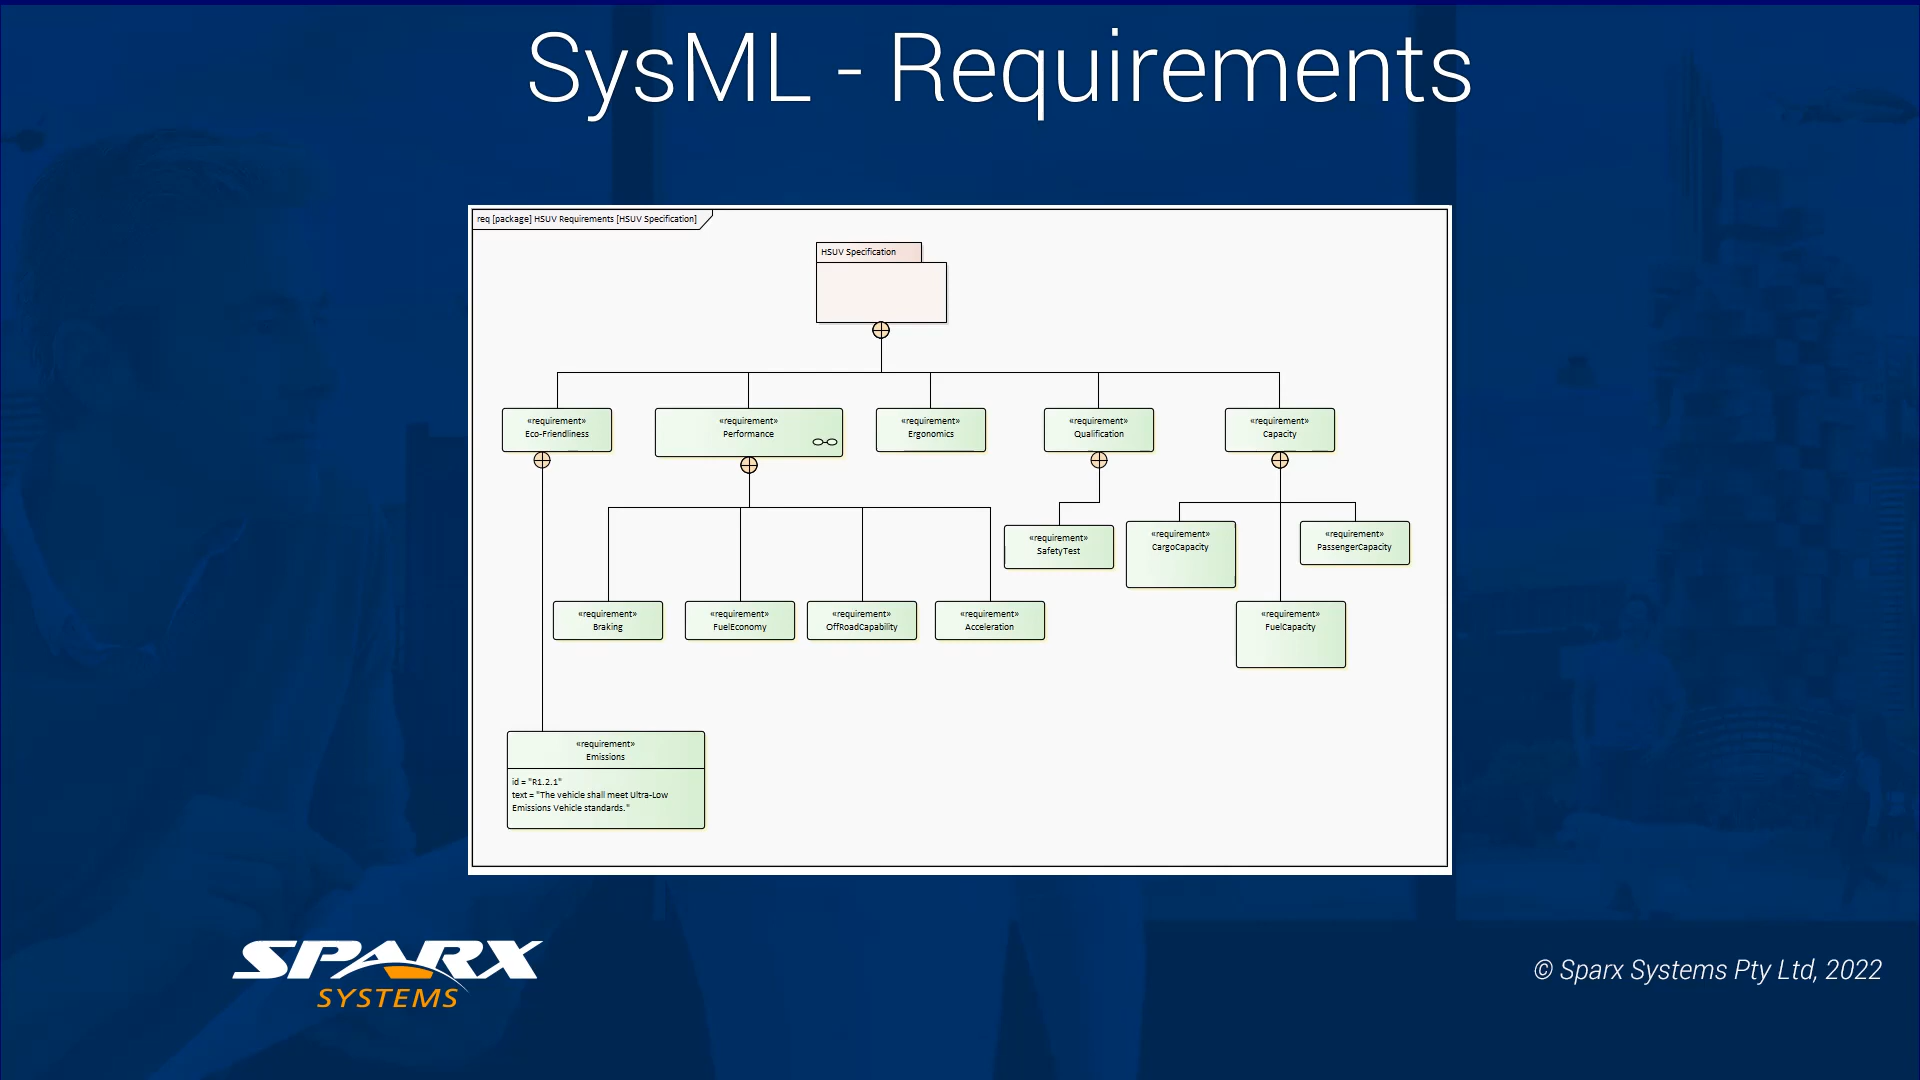 SysML - Requirements
req [package] HSUV Requirements [HSUV Specification]
HSUV Specification
«requirement»
Eco-Friendliness
«requirement»
Performance
«requirement»
Ergonomics
«requirement»
Qualification
«requirement»
Capacity
«requirement»
SafetyTest
«requirement»
CargoCapacity
«requirement»
PassengerCapacity
«requirement»
Braking
«requirement»
FuelEconomy
«requirement»
OffRoadCapability
«requirement»
Acceleration
«requirement»
FuelCapacity
«requirement»
Emissions
id = "R1.2.1"
text = "The vehicle shall meet Ultra-Low
Emissions Vehicle standards."
SPARX
SYSTEMS
© Sparx Systems Pty Ltd, 2022